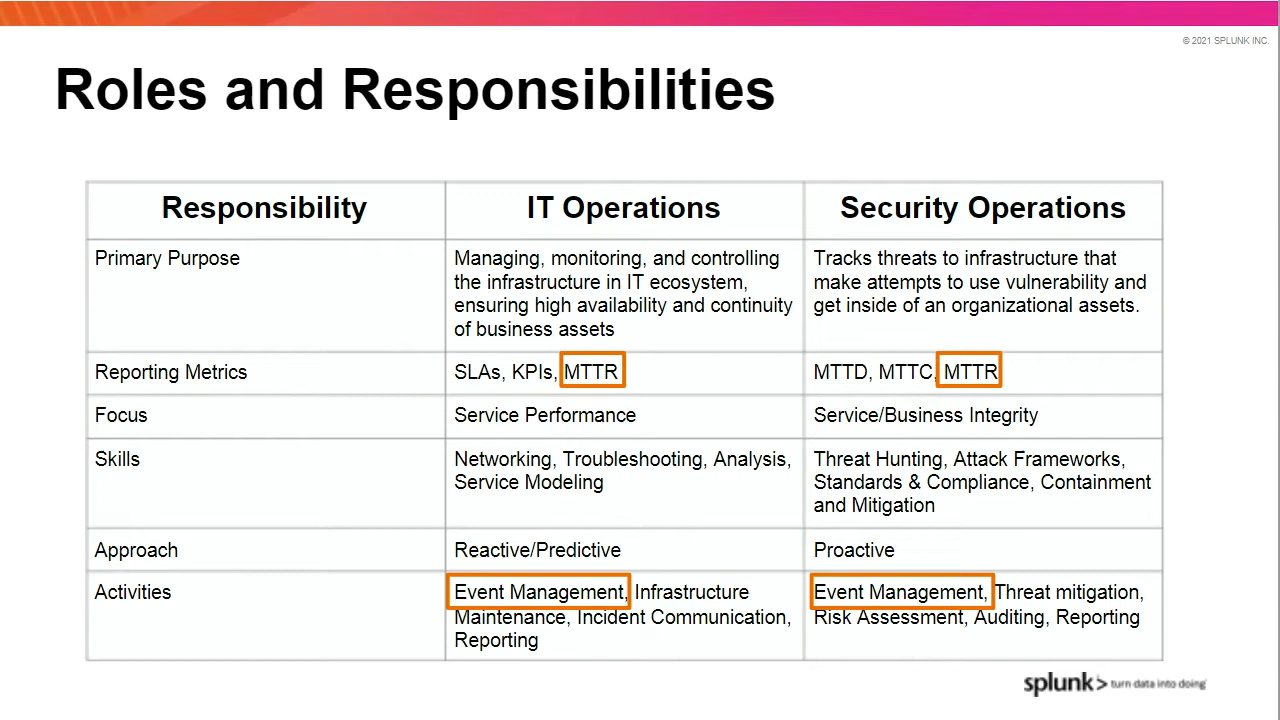 © 2021 SPLUNK INC.
Roles and Responsibilities
Responsibility
IT Operations
Security Operations
Primary Purpose
Managing, monitoring, and controlling
the infrastructure in IT ecosystem,
ensuring high availability and continuity
of business assets
Tracks threats to infrastructure that
make attempts to use vulnerability and
get inside of an organizational assets.
Reporting Metrics
SLAs, KPIs, MTTR
MTTD, MTTC, MTTR
Focus
Service Performance
Service/Business Integrity
Skills
Networking, Troubleshooting, Analysis,
Service Modeling
Threat Hunting, Attack Frameworks,
Standards & Compliance, Containment
and Mitigation
Approach
Reactive/Predictive
Proactive
Activities
Event Management, Infrastructure
Maintenance, Incident Communication,
Reporting
Event Management, Threat mitigation,
Risk Assessment, Auditing, Reporting
splunk> turn data into doing